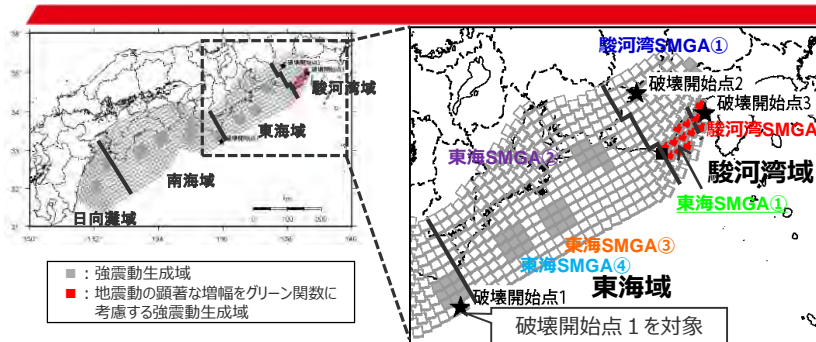 駿河湾域
東海域
南海域
日向灘域
■：強震動生成域
■：地震動の顕著な増幅をグリーン関数に
考慮する強震動生成域
駿河湾SMGA①
破壊開始点2
破壊開始点3
駿河湾SMGA
東海SMGA②
駿河湾域
東海SMGA①
東海SMGA③
東海SMGA④
東海域
破壊開始点1
破壊開始点１を対象